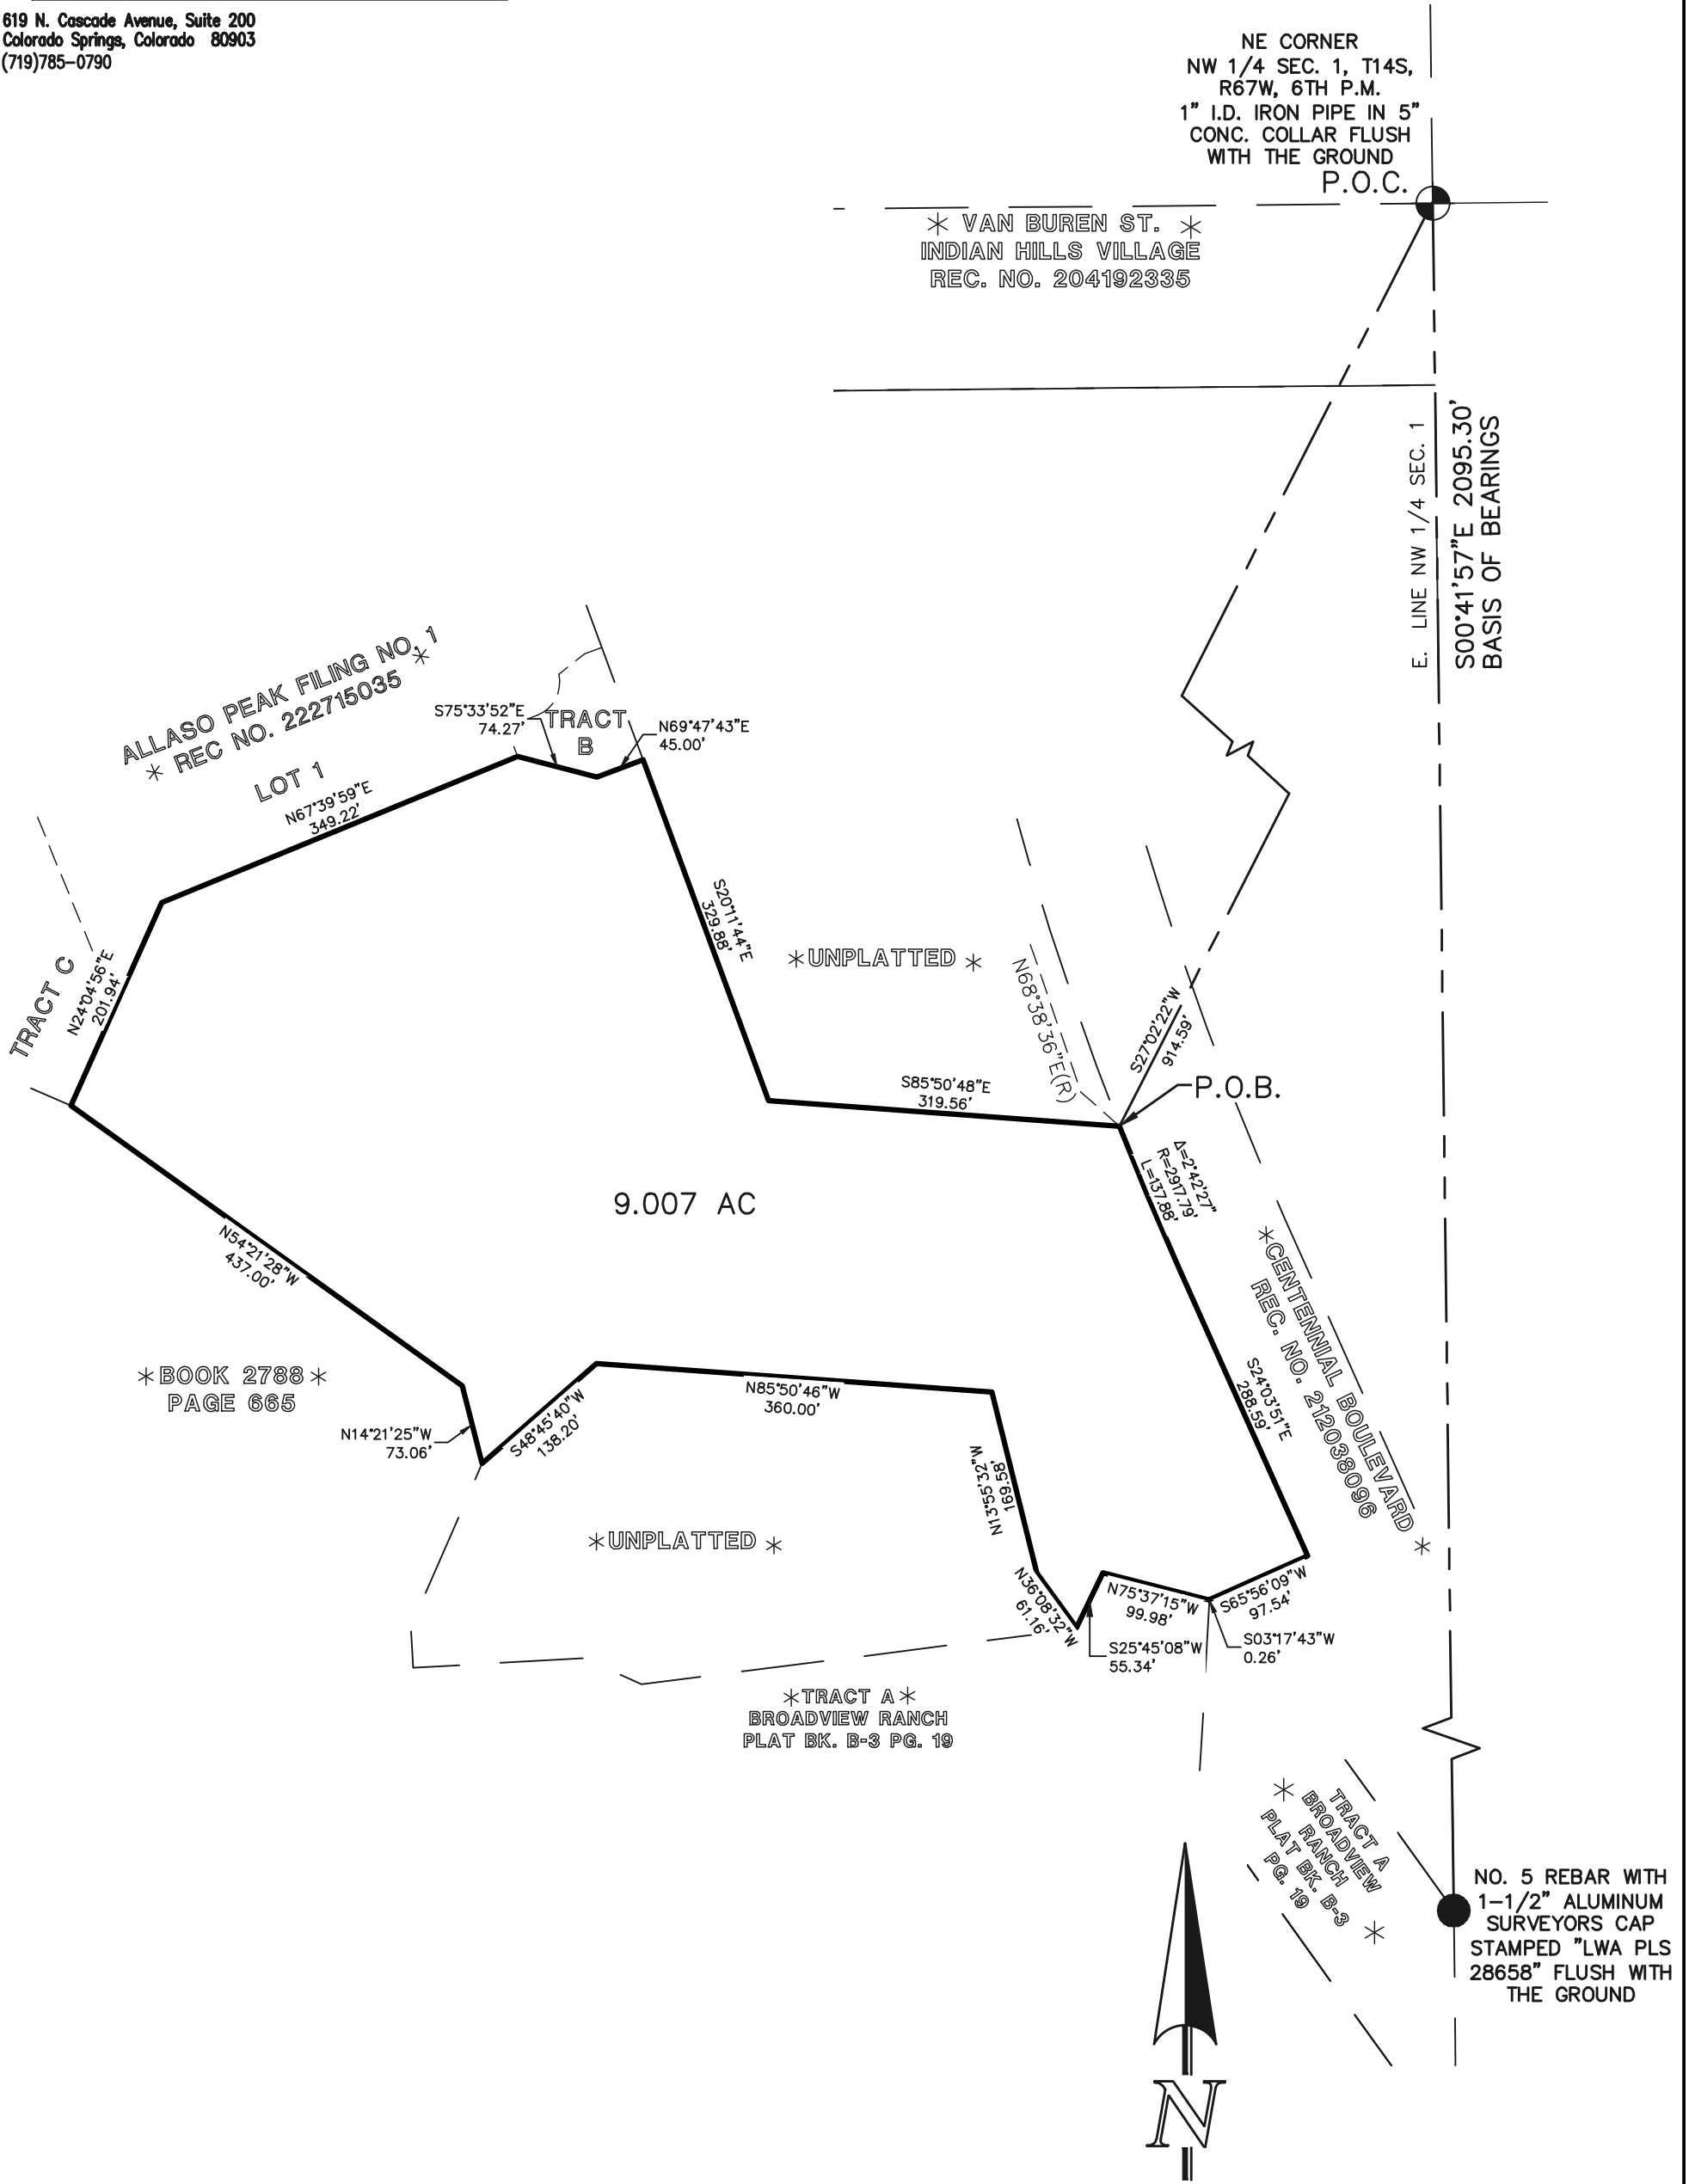 619 N. Cascade Avenue, Suite 200
Colorado Springs, Colorado 80903
(719)785-0790
NE CORNER
NW 1/4 SEC. 1, T14S,
R67W, 6TH P.M.
1" I.D. IRON PIPE IN 5"
CONC. COLLAR FLUSH
WITH THE GROUND
P.O.C.
* VAN BUREN ST. *
INDIAN HILLS VILLAGE
REC. NO. 204192335
E. LINE NW 1/4 SEC. 1
S00°41'57"E 2095.30'
BASIS OF BEARINGS
ALLASO PEAK FILING NO. 1
* REC NO. 222715035 *
LOT 1
N67°39'59"E
349.22'
S75°33'52"E
74.27'
TRACT
B
N69°47'43"E
45.00'
S20°11'44"E
329.88'
*UNPLATTED *
N68°38'36"E(R)
S27°02'22"W
914.59'
TRACT C
N24°04'56"E
201.94'
S85°50'48"E
319.56'
P.O.B.
Δ=2°42'27"
R=2917.79'
L=137.88'
9.007 AC
N54°21'28"W
437.00'
*CENTENNIAL BOULEVARD *
REC. NO. 212038096
S24°03'51"E
288.59'
*BOOK 2788*
PAGE 665
N14°21'25"W
73.06'
S48°45'40"W
138.20'
N85°50'46"W
360.00'
N13°55'32"W
169.58'
*UNPLATTED *
N36°08'32"W
61.16'
N75°37'15"W
99.98'
S65°56'09"W
97.54'
S25°45'08"W
55.34'
S03°17'43"W
0.26'
*TRACT A*
BROADVIEW RANCH
PLAT BK. B-3 PG. 19
* TRACT A
BROADVIEW
RANCH
PLAT BK. B-3
PG. 19 *
NO. 5 REBAR WITH
1-1/2" ALUMINUM
SURVEYORS CAP
STAMPED "LWA PLS
28658" FLUSH WITH
THE GROUND
N